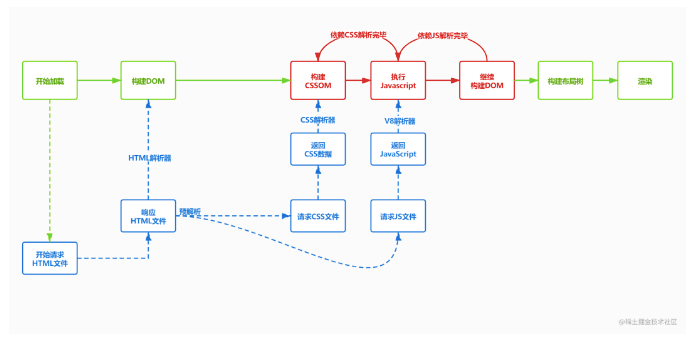 依赖CSS解析完毕
依赖JS解析完毕
开始加载
构建DOM
构建
CSSOM
执行
Javascript
继续
构建DOM
构建布局树
渲染
CSS解析器
V8解析器
HTML解析器
返回
CSS数据
返回
JavaScript
响应
HTML文件
预解析
请求CSS文件
请求JS文件
开始请求
HTML文件
@稀土掘金技术社区